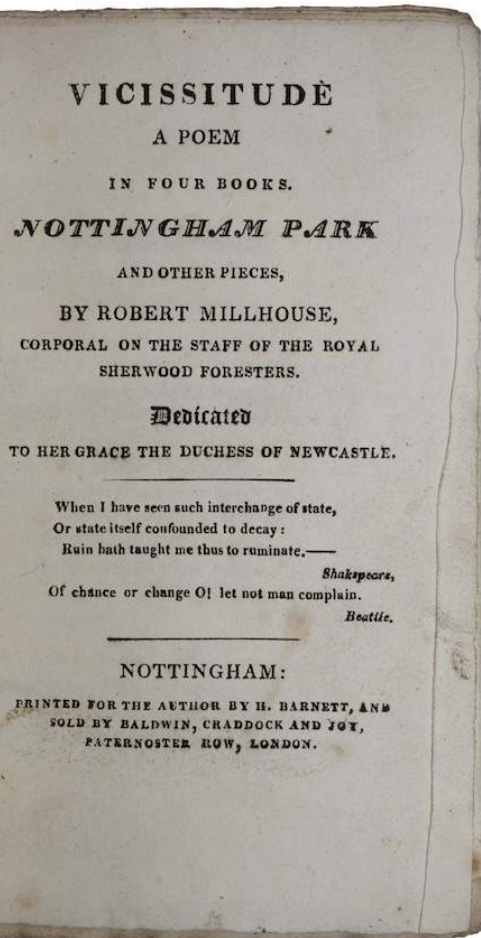 VICISSITUDE
A POEM
IN FOUR BOOKS.
NOTTINGHAM PARK
AND OTHER PIECES,
BY ROBERT MILLHOUSE,
CORPORAL ON THE STAFF OF THE ROYAL
SHERWOOD FORESTERS.
Dedicated
TO HER GRACE THE DUCHESS OF NEWCASTLE.
When I have seen such interchange of state,
Or state itself confounded to decay:
Ruin hath taught me thus to ruminate.——
Shakspeare,
Of chance or change O! let not man complain.
Beattie.
NOTTINGHAM:
PRINTED FOR THE AUTHOR BY H. BARNETT, AND
SOLD BY BALDWIN, CRADDOCK AND JOY,
PATERNOSTER ROW, LONDON.